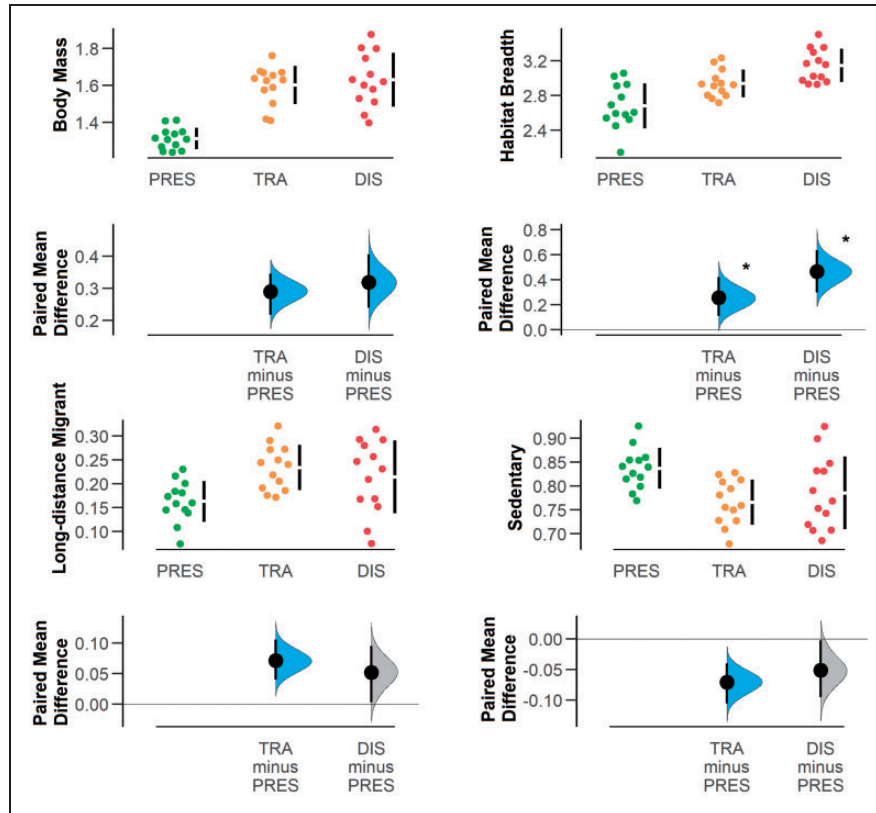 Body Mass
1.8
1.6
1.4
PRES TRA DIS
Habitat Breadth
3.2
2.8
2.4
PRES TRA DIS
Paired Mean
Difference
0.4
0.3
0.2
TRA
minus
PRES
DIS
minus
PRES
Paired Mean
Difference
0.8
0.6
0.4
0.2
0.0
*
*
TRA
minus
PRES
DIS
minus
PRES
Long-distance Migrant
0.30
0.25
0.20
0.15
0.10
PRES TRA DIS
Sedentary
0.90
0.85
0.80
0.75
0.70
PRES TRA DIS
Paired Mean
Difference
0.10
0.05
0.00
TRA
minus
PRES
DIS
minus
PRES
Paired Mean
Difference
0.00
-0.05
-0.10
TRA
minus
PRES
DIS
minus
PRES